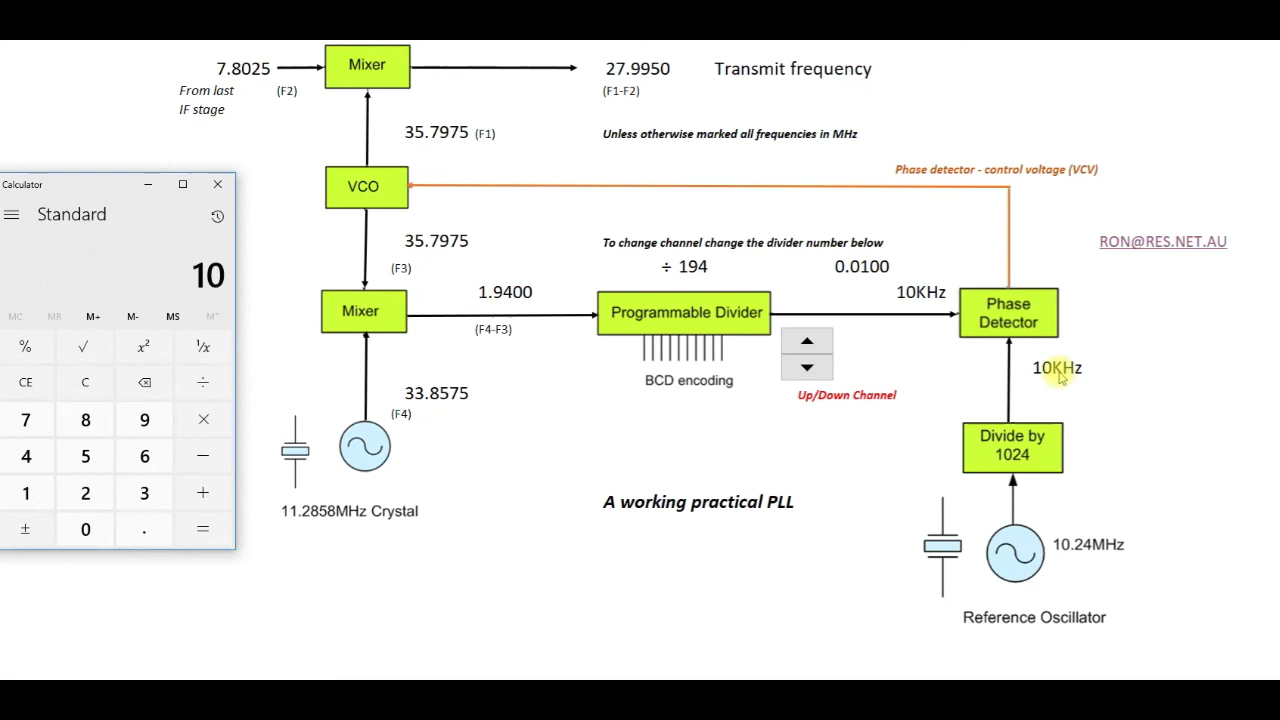 Mixer
7.8025
(F2)
From last
IF stage
27.9950
(F1-F2)
Transmit frequency
35.7975 (F1)
Unless otherwise marked all frequencies in MHz
VCO
Phase detector - control voltage (VCV)
35.7975
(F3)
To change channel change the divider number below
÷ 194
0.0100
RON@RES.NET.AU
Mixer
1.9400
(F4-F3)
Programmable Divider
10KHz
Phase
Detector
BCD encoding
Up/Down Channel
10KHz
33.8575
(F4)
Divide by
1024
11.2858MHz Crystal
A working practical PLL
10.24MHz
Reference Oscillator
Calculator
Standard
10
MC MR M+ M- MS M˅
% √ x² ¹/x
CE C ⌫ ÷
7 8 9 ×
4 5 6 −
1 2 3 +
± 0 . =